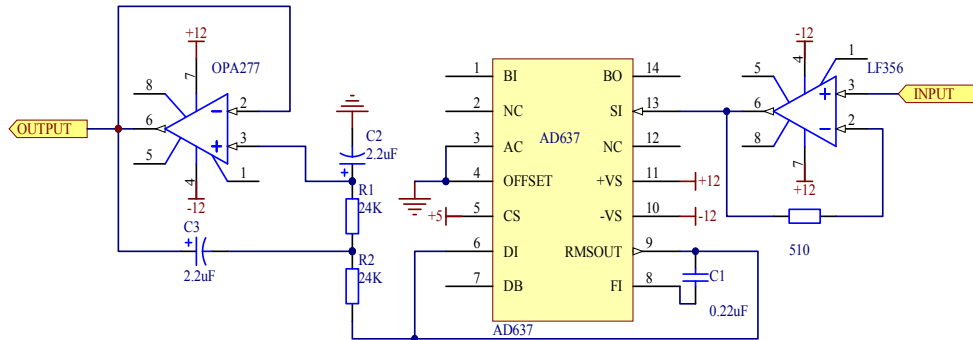 +12
OPA277
7
8
2
6
OUTPUT
3
5
4
1
-12
C2
2.2uF
+
R1
24K
+
C3
2.2uF
R2
24K
1
BI
BO
14
2
NC
SI
13
AD637
3
AC
NC
12
4
OFFSET
+VS
11
+12
+5
5
CS
-VS
10
-12
6
DI
RMSOUT
9
7
DB
FI
8
AD637
C1
0.22uF
-12
1
LF356
4
5
3
INPUT
6
2
8
7
+12
510